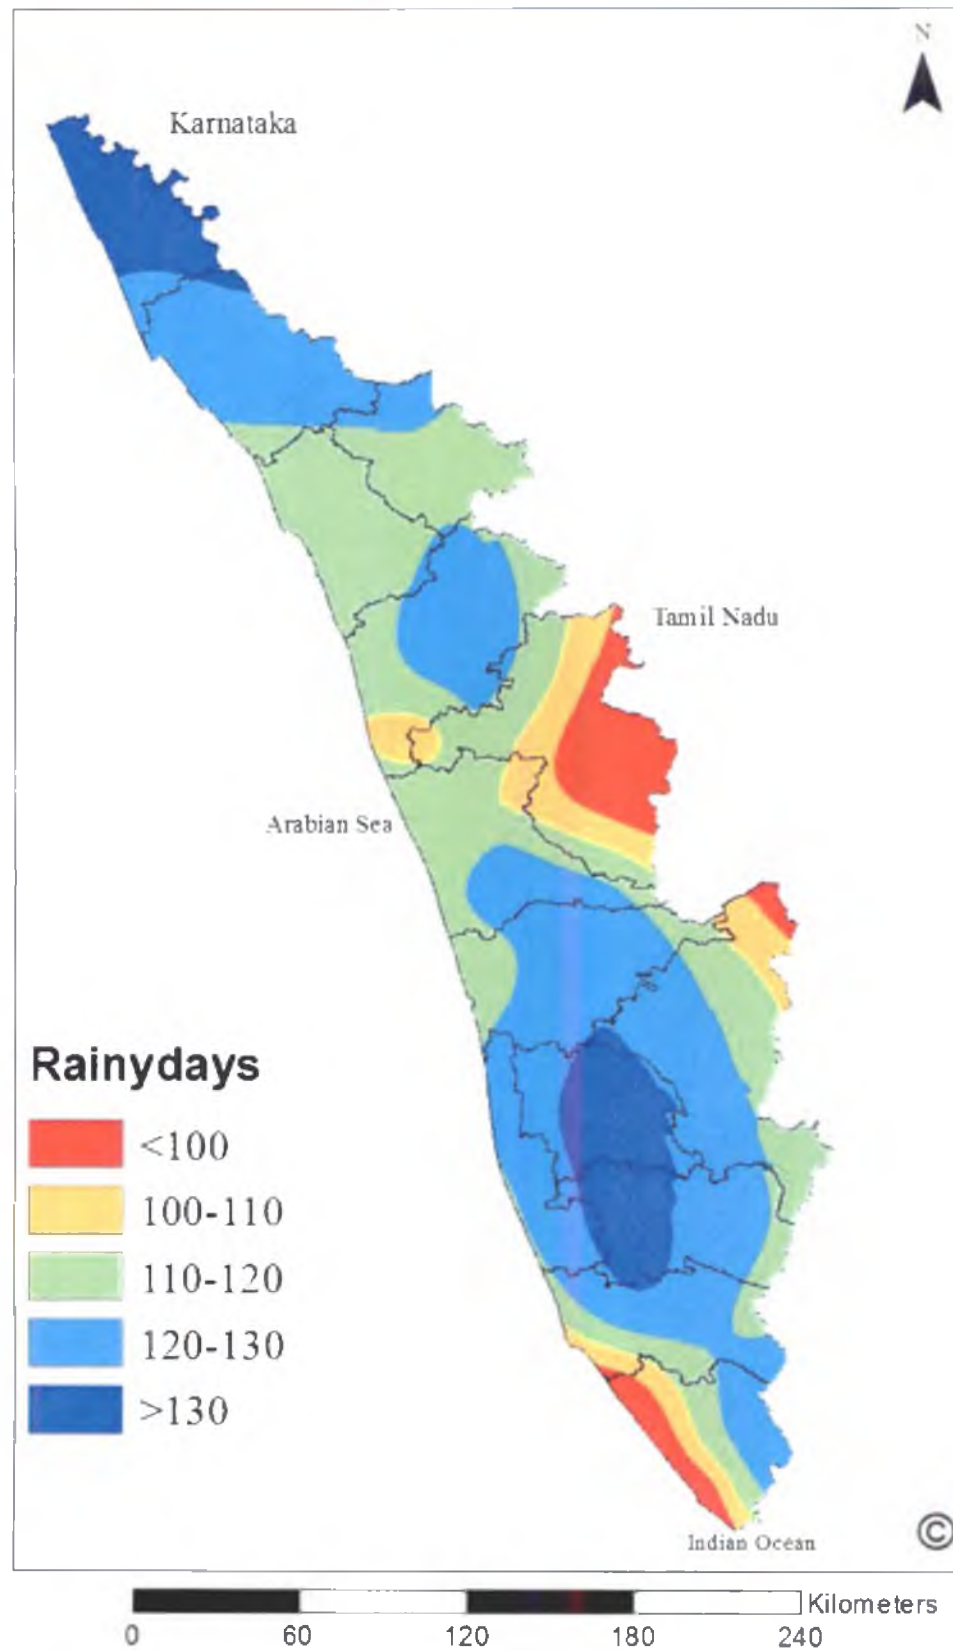 N
Karnataka
Tamil Nadu
Arabian Sea
Rainydays
<100
100-110
110-120
120-130
>130
Indian Ocean
©
Kilometers
0 60 120 180 240